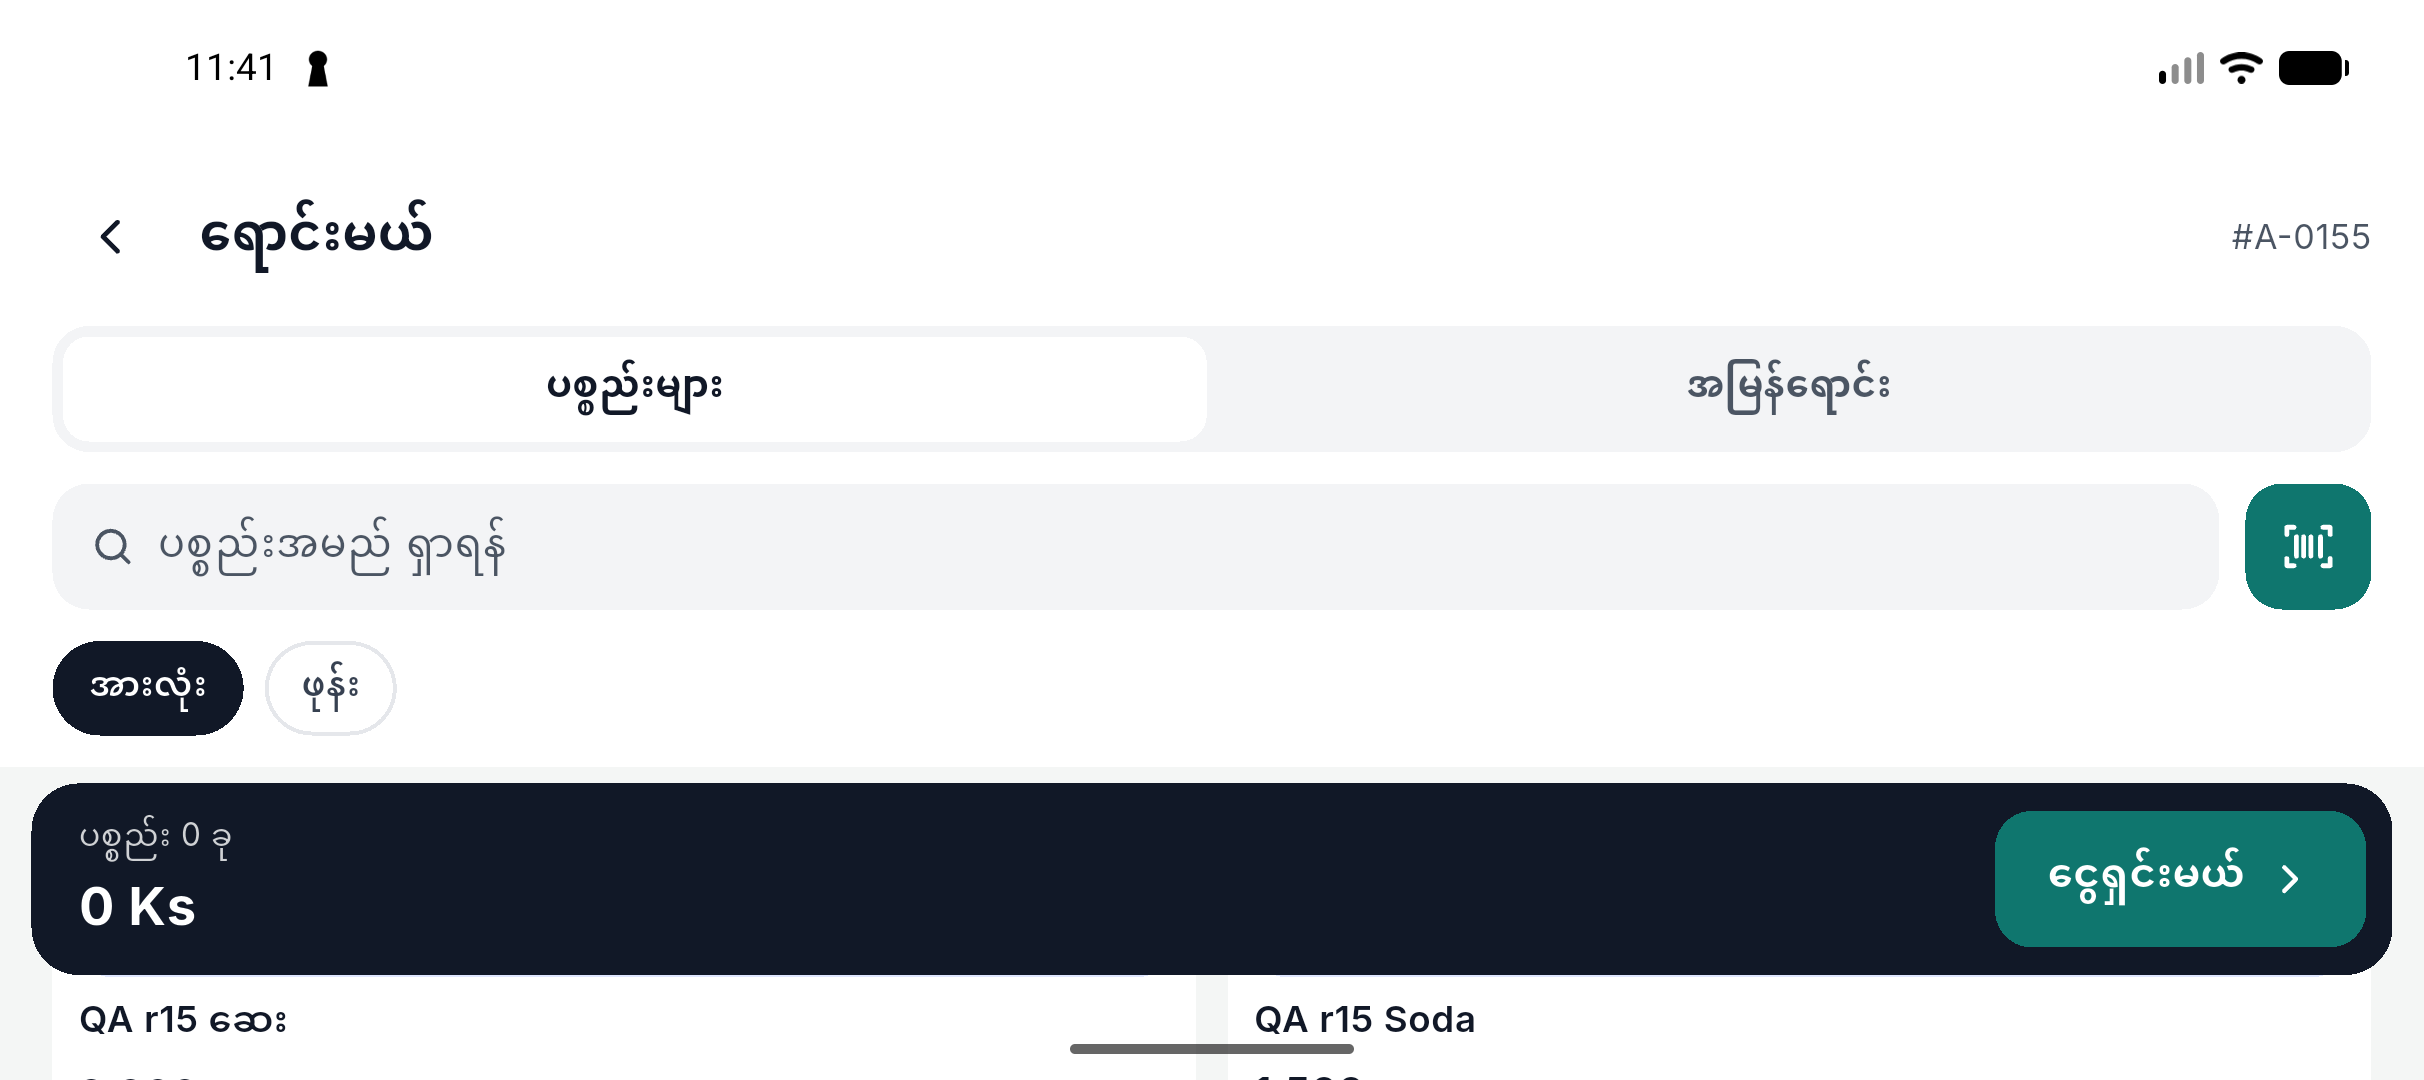 11:41
ရောင်းမယ်
#A-0155
ပစ္စည်းများ
အမြန်ရောင်း
ပစ္စည်းအမည် ရှာရန်
အားလုံး
ဖုန်း
ပစ္စည်း 0 ခု
0 Ks
ငွေရှင်းမယ်
QA r15 ဆေး
QA r15 Soda